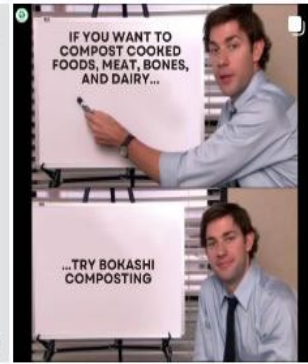 IF YOU WANT TO
COMPOST COOKED
FOODS, MEAT, BONES,
AND DAIRY...
...TRY BOKASHI
COMPOSTING